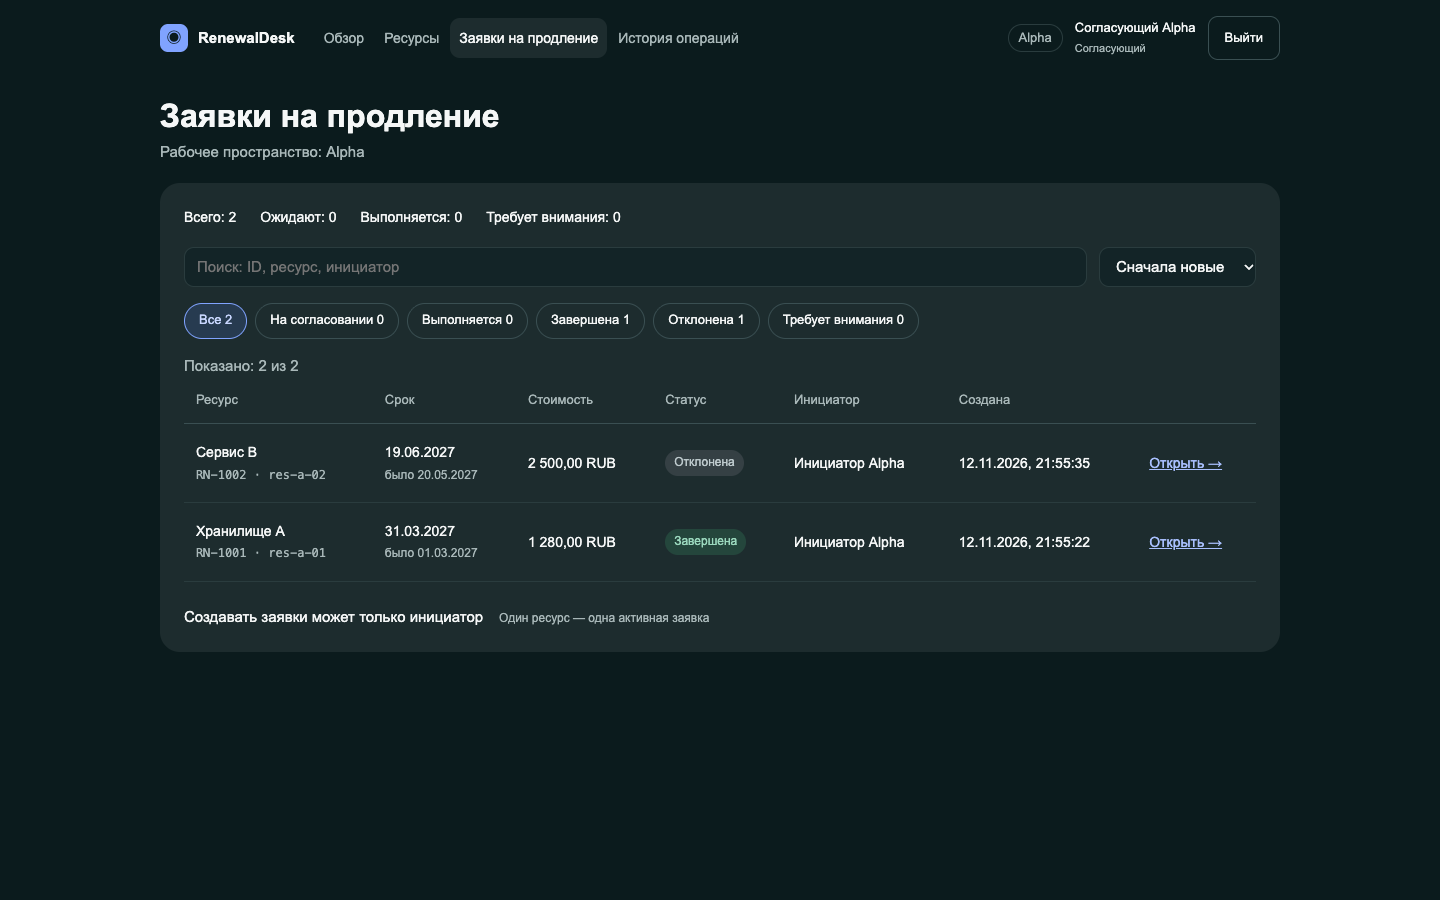 RenewalDesk Обзор Ресурсы Заявки на продление История операций Alpha Согласующий Alpha Выйти
Согласующий
Заявки на продление
Рабочее пространство: Alpha
Всего: 2 Ожидают: 0 Выполняется: 0 Требует внимания: 0
Поиск: ID, ресурс, инициатор Сначала новые
Все 2 На согласовании 0 Выполняется 0 Завершена 1 Отклонена 1 Требует внимания 0
Показано: 2 из 2
Ресурс Срок Стоимость Статус Инициатор Создана
Сервис B 19.06.2027 2 500,00 RUB Отклонена Инициатор Alpha 12.11.2026, 21:55:35 Открыть →
RN-1002 · res-a-02 было 20.05.2027
Хранилище A 31.03.2027 1 280,00 RUB Завершена Инициатор Alpha 12.11.2026, 21:55:22 Открыть →
RN-1001 · res-a-01 было 01.03.2027
Создавать заявки может только инициатор Один ресурс — одна активная заявка